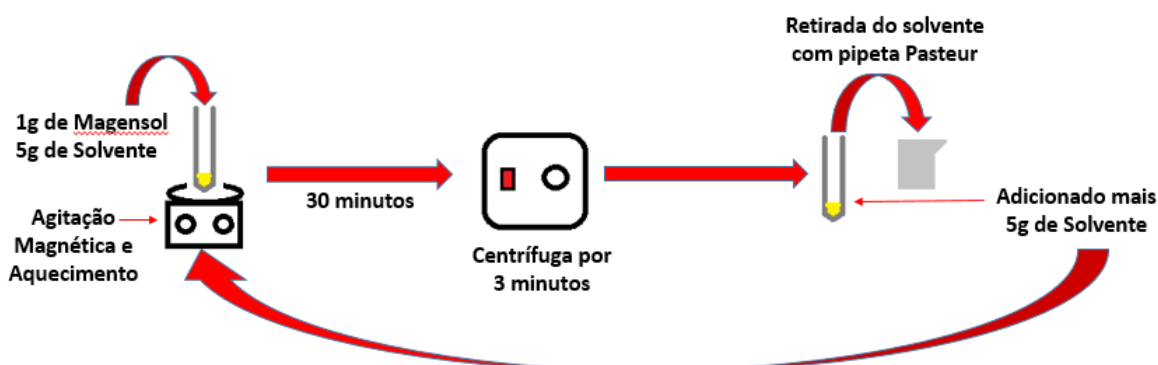 Retirada do solvente
com pipeta Pasteur
1g de Magensol
5g de Solvente
30 minutos
Agitação
Magnética e
Aquecimento
Centrífuga por
3 minutos
Adicionado mais
5g de Solvente